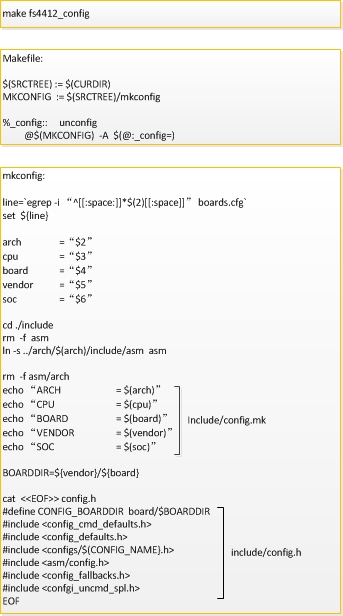 make fs4412_config
Makefile:
$(SRCTREE) := $(CURDIR)
MKCONFIG := $(SRCTREE)/mkconfig
%_config:: unconfig
@$(MKCONFIG) -A $(@:_config=)
mkconfig:
line=`egrep -i “^[[:space:]]*$(2)[[:space]]” boards.cfg`
set ${line}
arch = “$2”
cpu = “$3”
board = “$4”
vendor = “$5”
soc = “$6”
cd ./include
rm -f asm
ln -s ../arch/$(arch)/include/asm asm
rm -f asm/arch
echo “ARCH = $(arch)”
echo “CPU = $(cpu)”
echo “BOARD = $(board)”
echo “VENDOR = $(vendor)”
echo “SOC = $(soc)”
Include/config.mk
BOARDDIR=${vendor}/${board}
cat <<EOF>> config.h
#define CONFIG_BOARDDIR board/$BOARDDIR
#include <config_cmd_defaults.h>
#include <config_defaults.h>
#include <configs/${CONFIG_NAME}.h>
#include <asm/config.h>
#include <config_fallbacks.h>
#include <confgi_uncmd_spl.h>
EOF
include/config.h